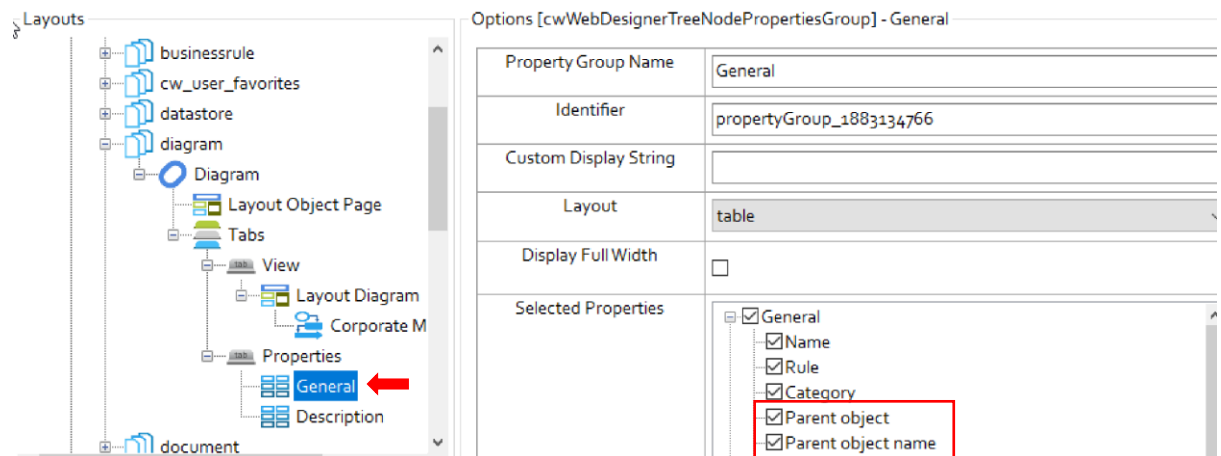 Layouts
businessrule
cw_user_favorites
datastore
diagram
Diagram
Layout Object Page
Tabs
tab View
Layout Diagram
Corporate M
tab Properties
General
Description
document
Options [cwWebDesignerTreeNodePropertiesGroup] - General
Property Group Name General
Identifier propertyGroup_1883134766
Custom Display String
Layout table
Display Full Width
Selected Properties
General
Name
Rule
Category
Parent object
Parent object name